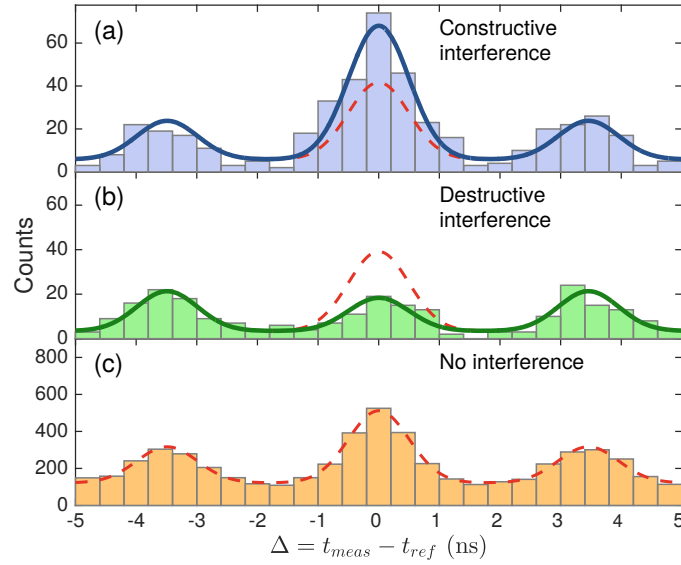 (a)
Constructive
interference
60
40
20
0
(b)
Destructive
interference
60
40
20
0
Counts
(c)
No interference
800
600
400
200
0
-5 -4 -3 -2 -1 0 1 2 3 4 5
Δ = t_meas − t_ref (ns)